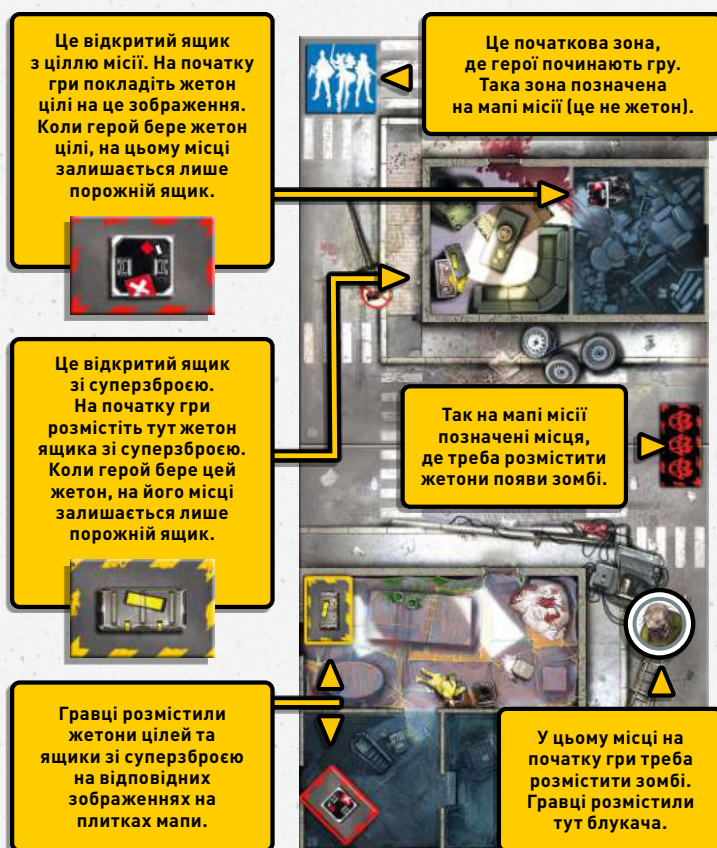 Це відкритий ящик
з ціллю місії. На початку
гри покладіть жетон
цілі на це зображення.
Коли герой бере жетон
цілі, на цьому місці
залишається лише
порожній ящик.
Це початкова зона,
де герої починають гру.
Така зона позначена
на мапі місії (це не жетон).
Це відкритий ящик
зі суперзброєю.
На початку гри
розмістіть тут жетон
ящика зі суперзброєю.
Коли герой бере цей
жетон, на його місці
залишається лише
порожній ящик.
Так на мапі місії
позначені місця,
де треба розмістити
жетони появи зомбі.
Гравці розмістили
жетони цілей та
ящики зі суперзброєю
на відповідних
зображеннях на
плитках мапи.
У цьому місці на
початку гри треба
розмістити зомбі.
Гравці розмістили
тут блукача.